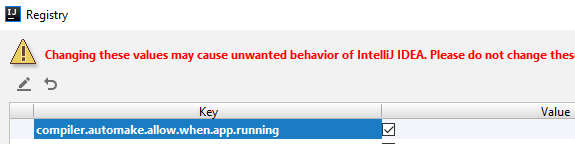 IJ Registry
Changing these values may cause unwanted behavior of IntelliJ IDEA. Please do not change
Key Value
compiler.automake.allow.when.app.running